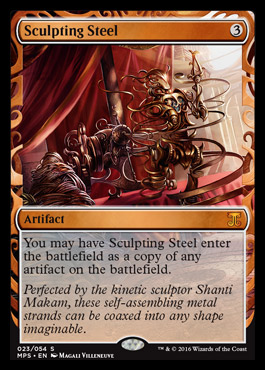 Sculpting Steel 3
Artifact
You may have Sculpting Steel enter
the battlefield as a copy of any
artifact on the battlefield.
Perfected by the kinetic sculptor Shanti
Makam, these self-assembling metal
strands can be coaxed into any shape
imaginable.
023/054 S
MPS • EN MAGALI VILLENEUVE
™ & © 2016 Wizards of the Coast